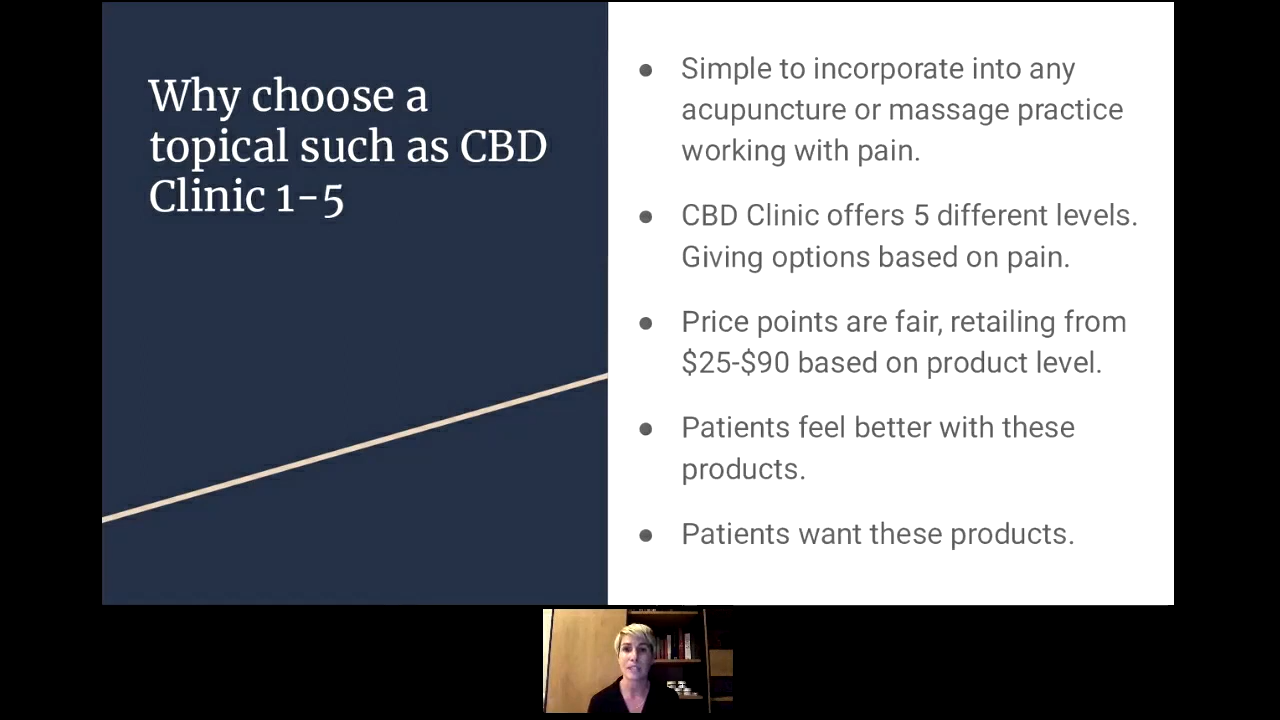 Why choose a
topical such as CBD
Clinic 1-5
● Simple to incorporate into any
acupuncture or massage practice
working with pain.
● CBD Clinic offers 5 different levels.
Giving options based on pain.
● Price points are fair, retailing from
$25-$90 based on product level.
● Patients feel better with these
products.
● Patients want these products.